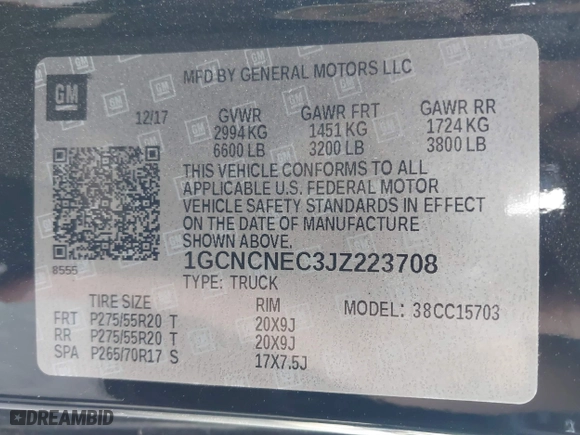 GM
MFD BY GENERAL MOTORS LLC
12/17 GVWR GAWR FRT GAWR RR
2994 KG 1451 KG 1724 KG
6600 LB 3200 LB 3800 LB
THIS VEHICLE CONFORMS TO ALL
APPLICABLE U.S. FEDERAL MOTOR
VEHICLE SAFETY STANDARDS IN EFFECT
ON THE DATE OF MANUFACTURE
SHOWN ABOVE.
8555
1GCNCNEC3JZ223708
TYPE: TRUCK
TIRE SIZE RIM MODEL: 38CC15703
FRT P275/55R20 T 20X9J
RR P275/55R20 T 20X9J
SPA P265/70R17 S 17X7.5J
DREAMBID